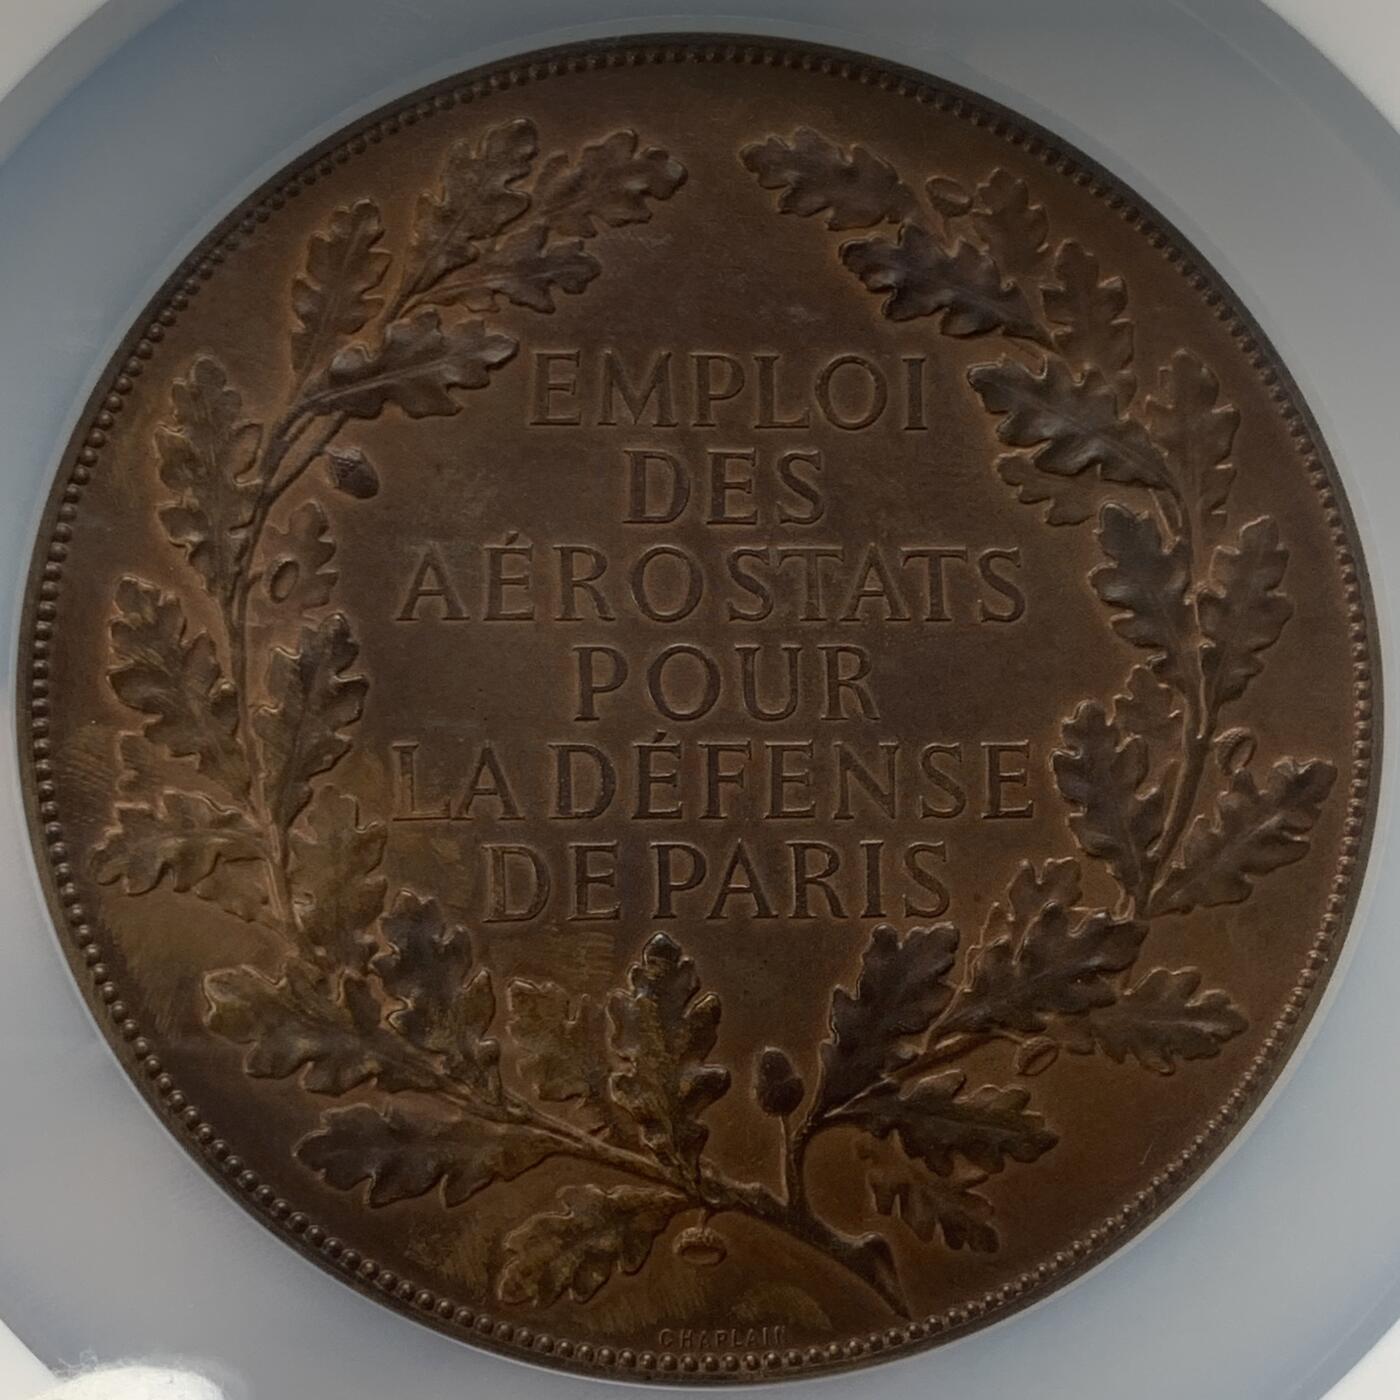 EMPLOI
DES
AÉROSTATS
POUR
LA DÉFENSE
DE PARIS
CHAPLAIN